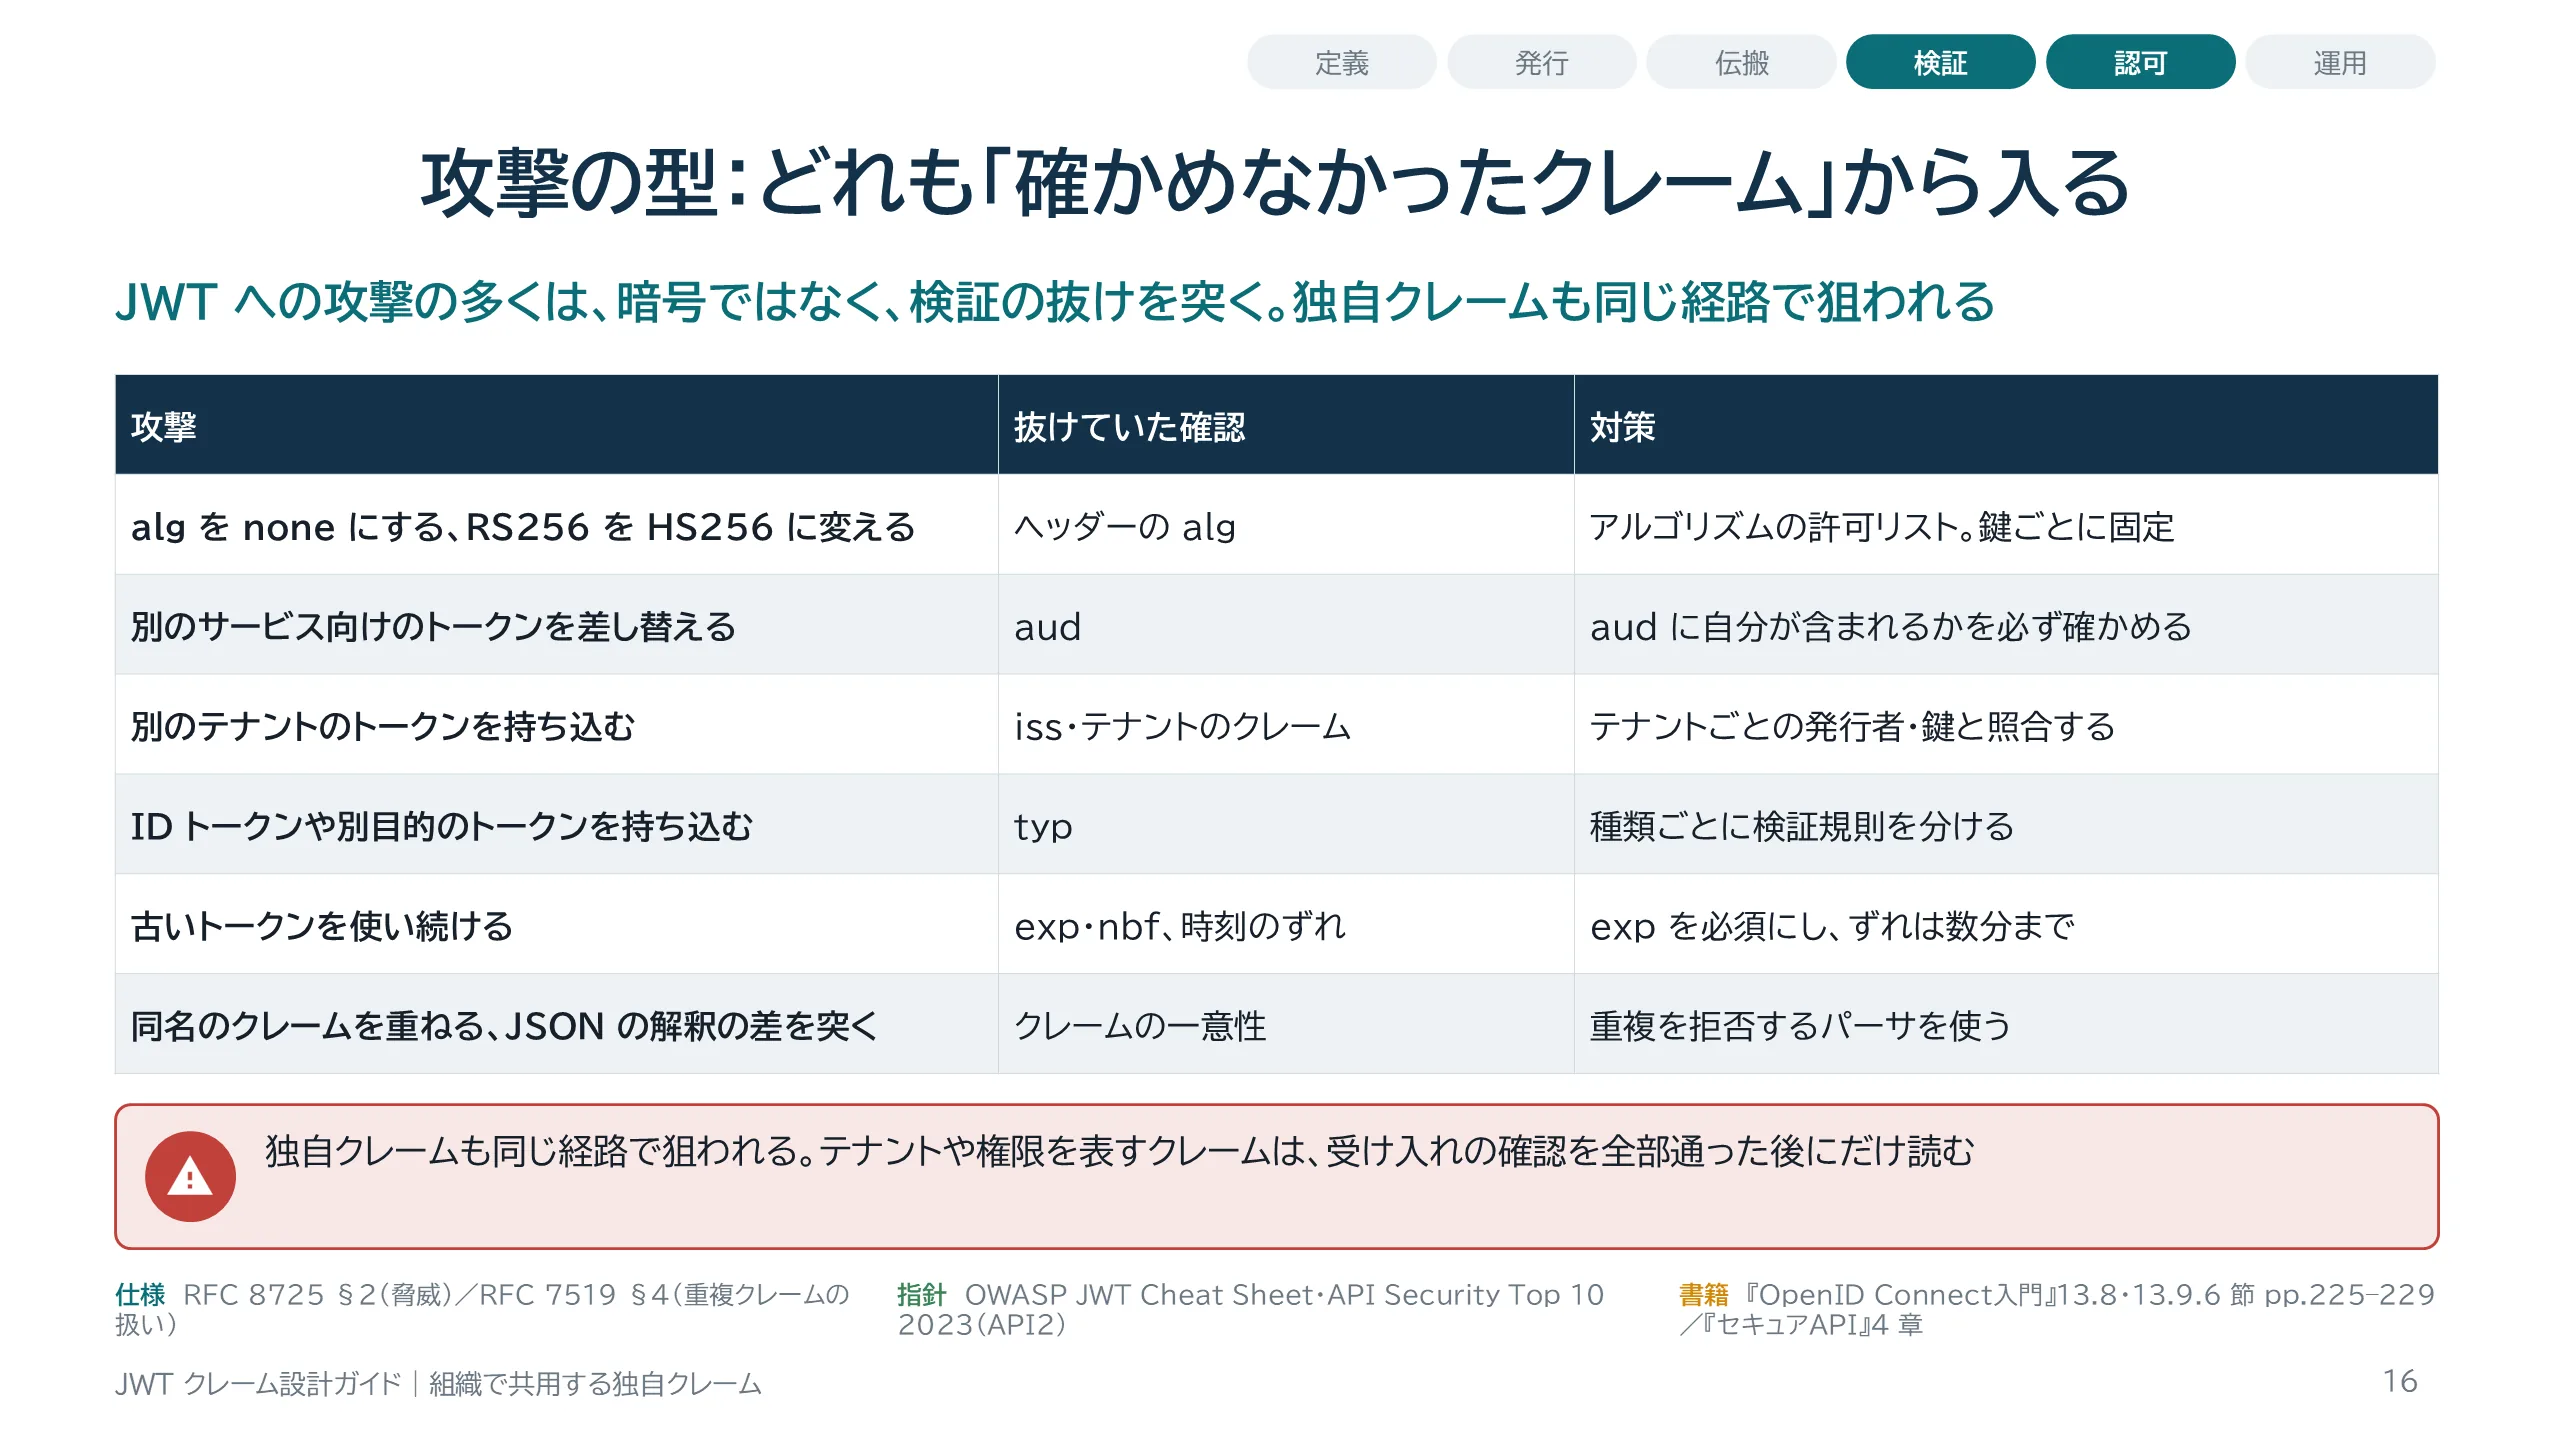 定義 発行 伝搬 検証 認可 運用
攻撃の型：どれも「確かめなかったクレーム」から入る
JWT への攻撃の多くは、暗号ではなく、検証の抜けを突く。独自クレームも同じ経路で狙われる
攻撃 抜けていた確認 対策
alg を none にする、RS256 を HS256 に変える ヘッダーの alg アルゴリズムの許可リスト。鍵ごとに固定
別のサービス向けのトークンを差し替える aud aud に自分が含まれるかを必ず確かめる
別のテナントのトークンを持ち込む iss・テナントのクレーム テナントごとの発行者・鍵と照合する
ID トークンや別目的のトークンを持ち込む typ 種類ごとに検証規則を分ける
古いトークンを使い続ける exp・nbf、時刻のずれ exp を必須にし、ずれは数分まで
同名のクレームを重ねる、JSON の解釈の差を突く クレームの一意性 重複を拒否するパーサを使う
独自クレームも同じ経路で狙われる。テナントや権限を表すクレームは、受け入れの確認を全部通った後にだけ読む
仕様 RFC 8725 §2（脅威）／RFC 7519 §4（重複クレームの
扱い）
指針 OWASP JWT Cheat Sheet・API Security Top 10
2023（API2）
書籍 『OpenID Connect入門』13.8・13.9.6 節 pp.225–229
／『セキュアAPI』4 章
JWT クレーム設計ガイド｜組織で共用する独自クレーム
16